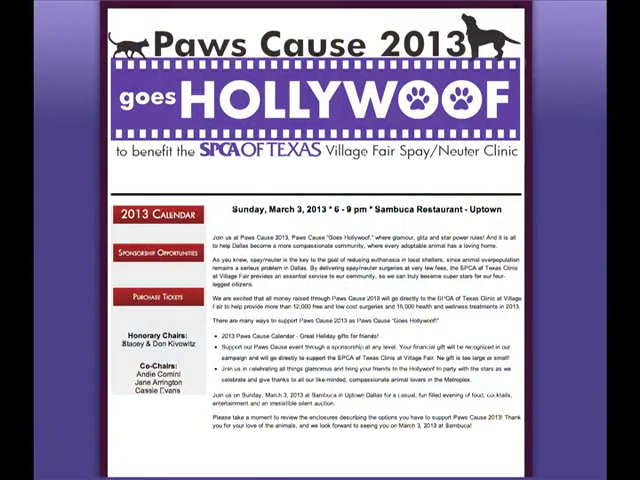 Paws Cause 2013
goes HOLLYWOOF
to benefit the SPCA OF TEXAS Village Fair Spay/Neuter Clinic
2013 CALENDAR
SPONSORSHIP OPPORTUNITIES
PURCHASE TICKETS
Honorary Chairs:
Stacey & Don Kivowitz
Co-Chairs:
Andie Comini
Jane Arrington
Cassie Evans
Sunday, March 3, 2013 * 6 - 9 pm * Sambuca Restaurant - Uptown
Join us at Paws Cause 2013, Paws Cause "Goes Hollywoof," where glamour, glitz and star power rules! And it is all
to help Dallas become a more compassionate community, where every adoptable animal has a loving home.
As you know, spay/neuter is the key to the goal of reducing euthanasia in local shelters, since animal overpopulation
remains a serious problem in Dallas. By delivering spay/neuter surgeries at very low fees, the SPCA of Texas Clinic
at Village Fair provides an essential service to our community, so we can truly become super stars for our four-
legged citizens.
We are excited that all money raised through Paws Cause 2013 will go directly to the SPCA of Texas Clinic at Village
Fair to help provide more than 12,000 free and low cost surgeries and 15,000 health and wellness treatments in 2013.
There are many ways to support Paws Cause 2013 as Paws Cause "Goes Hollywoof!"
• 2013 Paws Cause Calendar - Great Holiday gifts for friends!
• Support our Paws Cause event through a sponsorship at any level. Your financial gift will be recognized in our
campaign and will go directly to support the SPCA of Texas Clinic at Village Fair. No gift is too large or small!
• Join us in celebrating all things glamorous and bring your friends to the Hollywoof to party with the stars as we
celebrate and give thanks to all our like-minded, compassionate animal lovers in the Metroplex.
Join us on Sunday, March 3, 2013 at Sambuca in Uptown Dallas for a casual, fun filled evening of food, cocktails,
entertainment and an irresistible silent auction.
Please take a moment to review the enclosures describing the options you have to support Paws Cause 2013! Thank
you for your love of the animals, and we look forward to seeing you on March 3, 2013 at Sambuca!